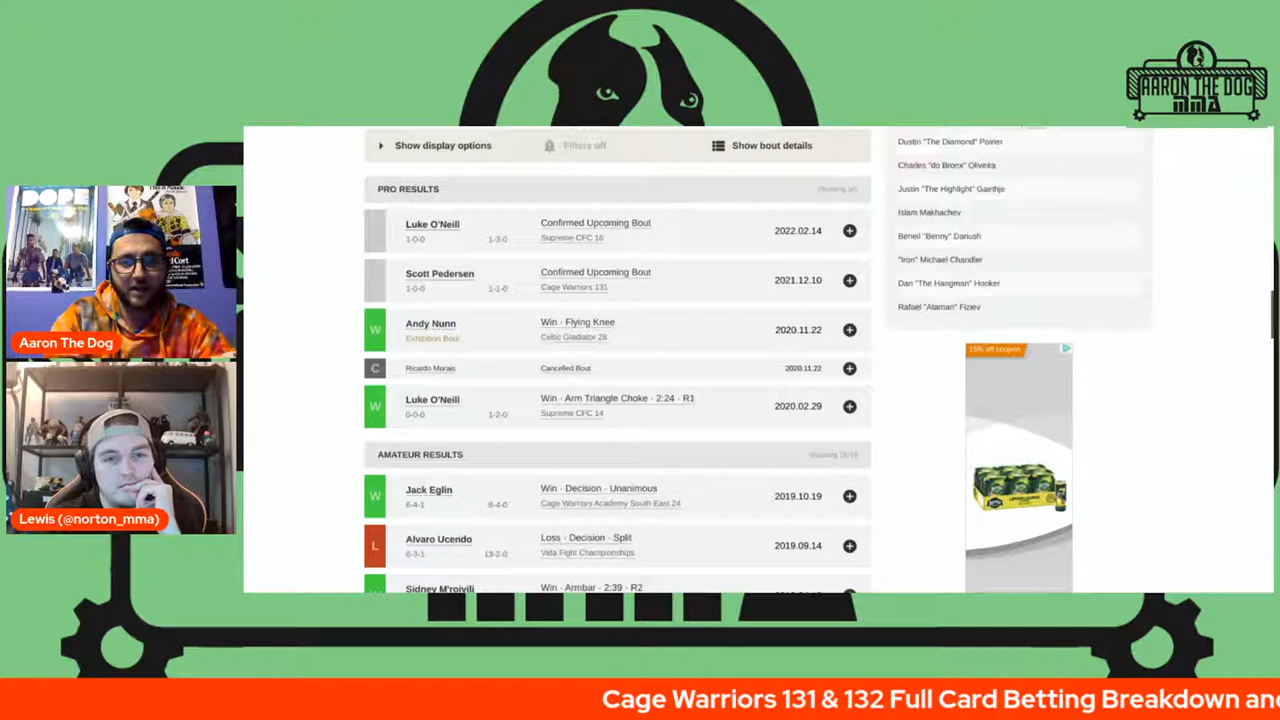 AARON THE DOG
MMA
DOPE
Aaron The Dog
Lewis (@norton_mma)
Show display options
Filters off
Show bout details
PRO RESULTS
Luke O'Neill Confirmed Upcoming Bout
1-0-0 1-3-0 Supreme CFC 16 2022.02.14
Scott Pedersen Confirmed Upcoming Bout
1-0-0 1-1-0 Cage Warriors 131 2021.12.10
W Andy Nunn Win · Flying Knee
Exhibition Bout Celtic Gladiator 28 2020.11.22
C Ricardo Morais Cancelled Bout 2020.11.22
W Luke O'Neill Win · Arm Triangle Choke · 2:24 · R1
0-0-0 1-2-0 Supreme CFC 14 2020.02.29
AMATEUR RESULTS
W Jack Eglin Win · Decision · Unanimous
6-4-1 8-4-0 Cage Warriors Academy South East 24 2019.10.19
L Alvaro Ucendo Loss · Decision · Split
6-3-1 13-2-0 Vida Fight Championships 2019.09.14
Sidney M'roivili Win · Armbar · 2:39 · R2
Dustin "The Diamond" Poirier
Charles "do Bronx" Oliveira
Justin "The Highlight" Gaethje
Islam Makhachev
Beneil "Benny" Dariush
"Iron" Michael Chandler
Dan "The Hangman" Hooker
Rafael "Ataman" Fiziev
15% off coupon
Cage Warriors 131 & 132 Full Card Betting Breakdown and